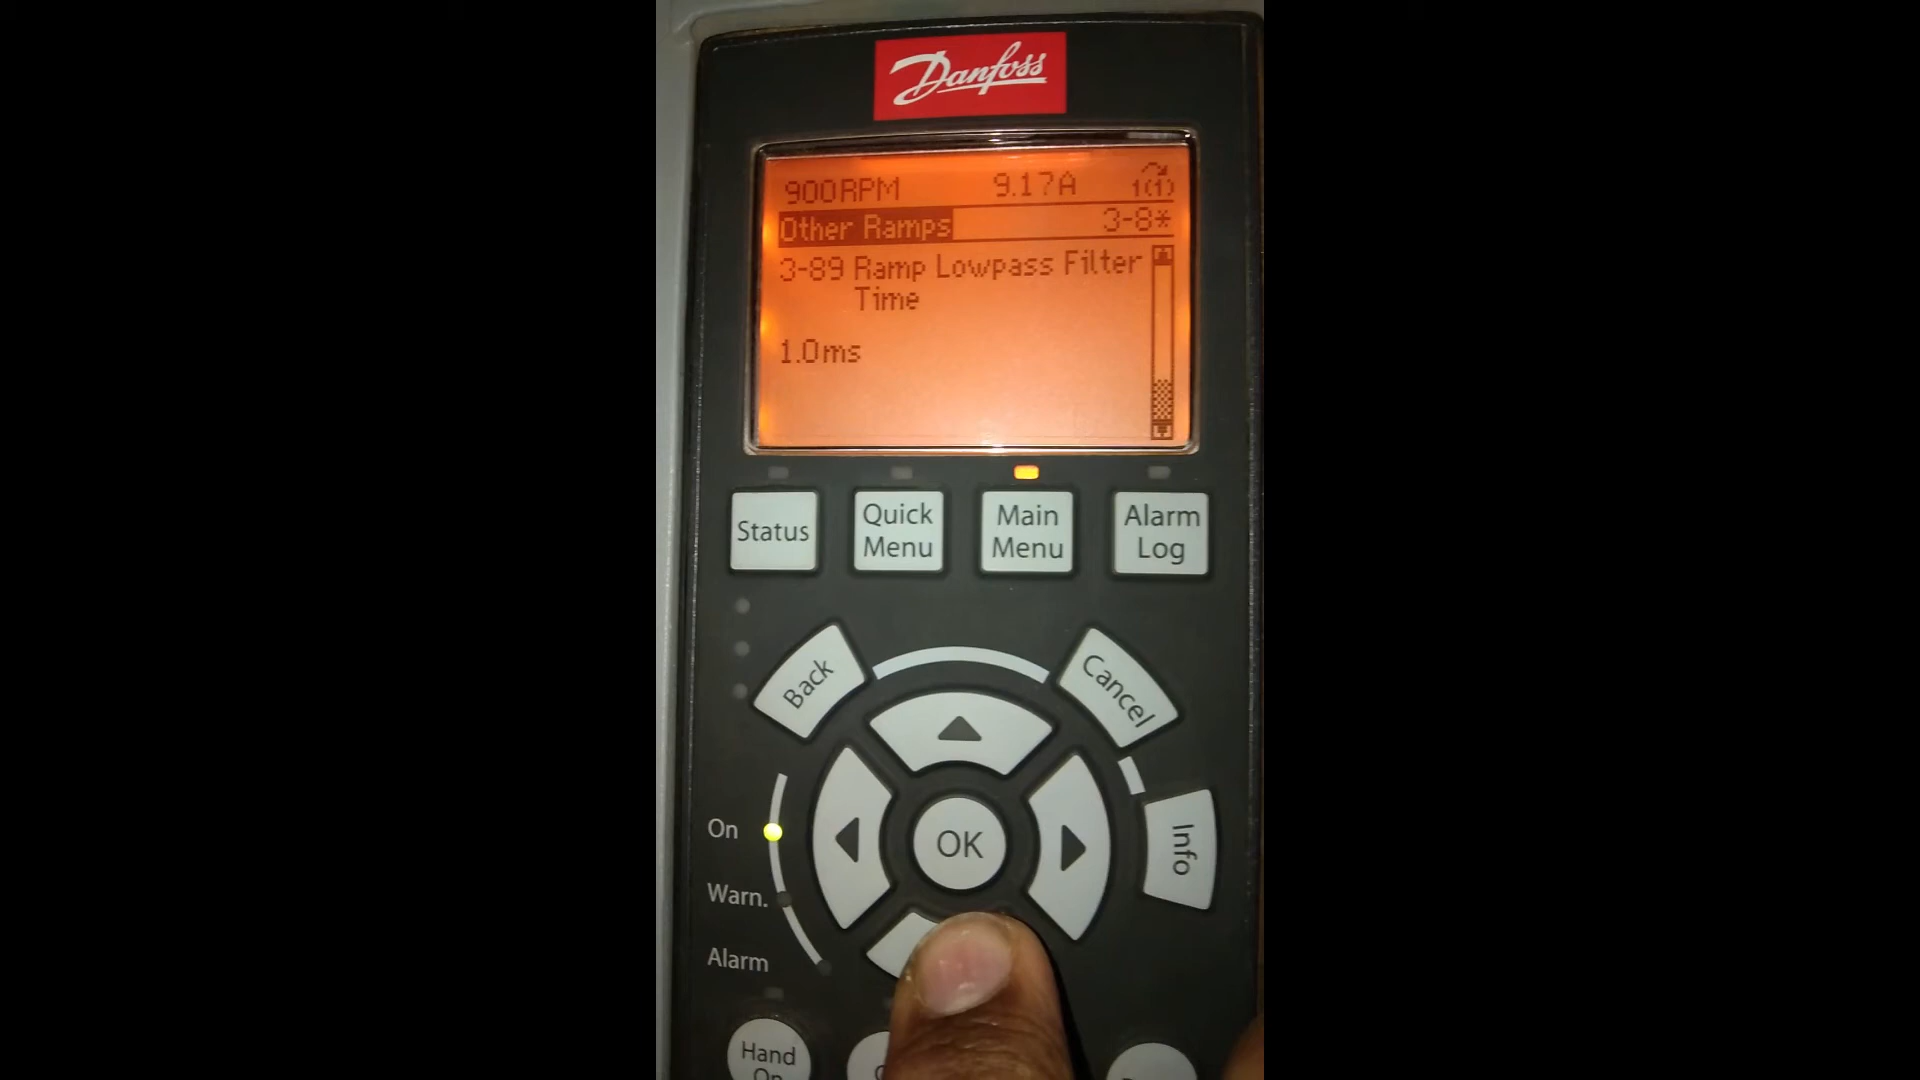 Danfoss
900RPM 9.17A 1(1)
Other Ramps 3-8*
3-89 Ramp Lowpass Filter
Time
1.0ms
Status
Quick
Menu
Main
Menu
Alarm
Log
Back
Cancel
Info
OK
On
Warn.
Alarm
Hand
On